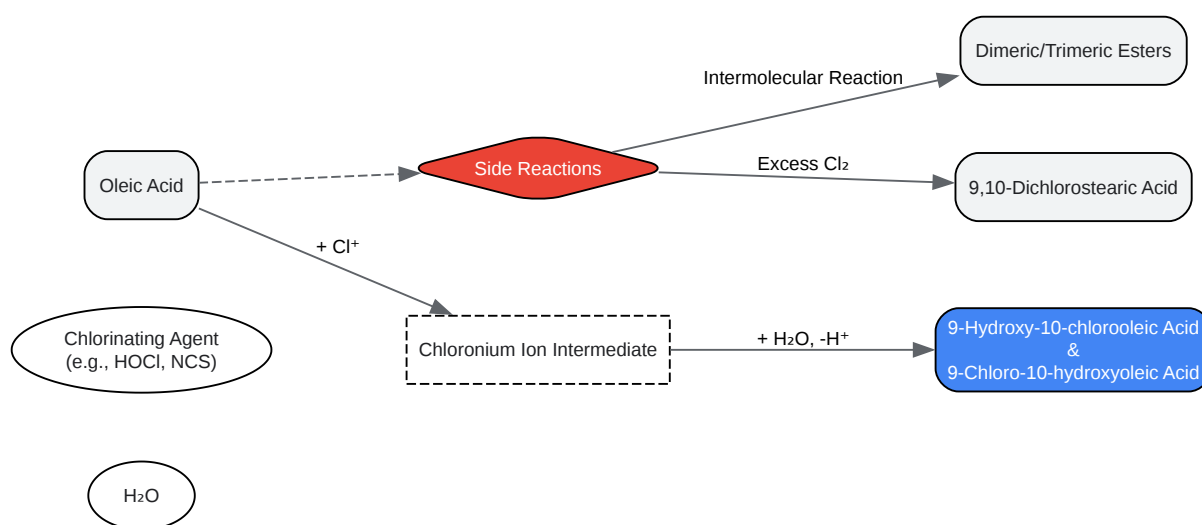 Dimeric/Trimeric Esters
Intermolecular Reaction
Side Reactions
Excess Cl₂
Oleic Acid
9,10-Dichlorostearic Acid
+ Cl⁺
Chlorinating Agent
(e.g., HOCl, NCS)
Chloronium Ion Intermediate
+ H₂O, -H⁺
9-Hydroxy-10-chlorooleic Acid
&
9-Chloro-10-hydroxyoleic Acid
H₂O